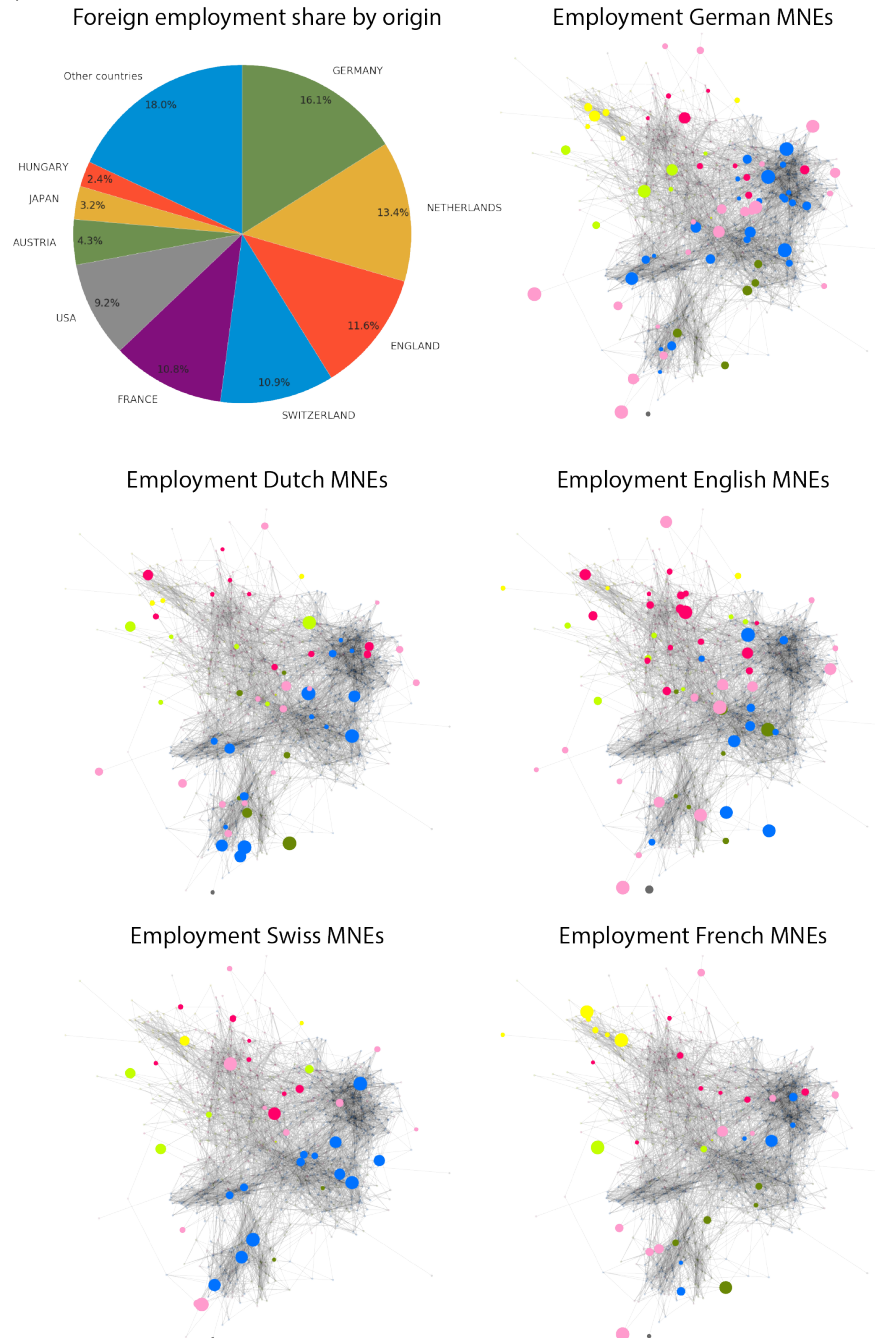 Foreign employment share by origin
Employment German MNEs
Other countries
18.0%
GERMANY
16.1%
HUNGARY
2.4%
JAPAN
3.2%
NETHERLANDS
13.4%
AUSTRIA
4.3%
USA
9.2%
ENGLAND
11.6%
FRANCE
10.8%
SWITZERLAND
10.9%
Employment Dutch MNEs
Employment English MNEs
Employment Swiss MNEs
Employment French MNEs